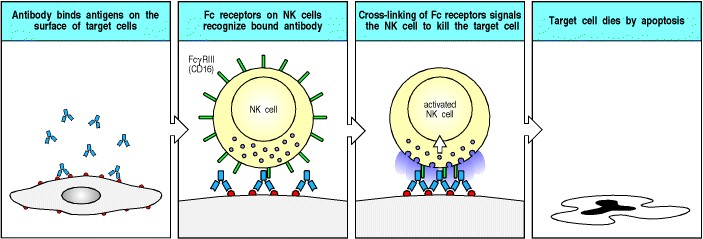 Antibody binds antigens on the
surface of target cells
Fc receptors on NK cells
recognize bound antibody
Cross-linking of Fc receptors signals
the NK cell to kill the target cell
Target cell dies by apoptosis
FcγRIII
(CD16)
NK cell
activated
NK cell